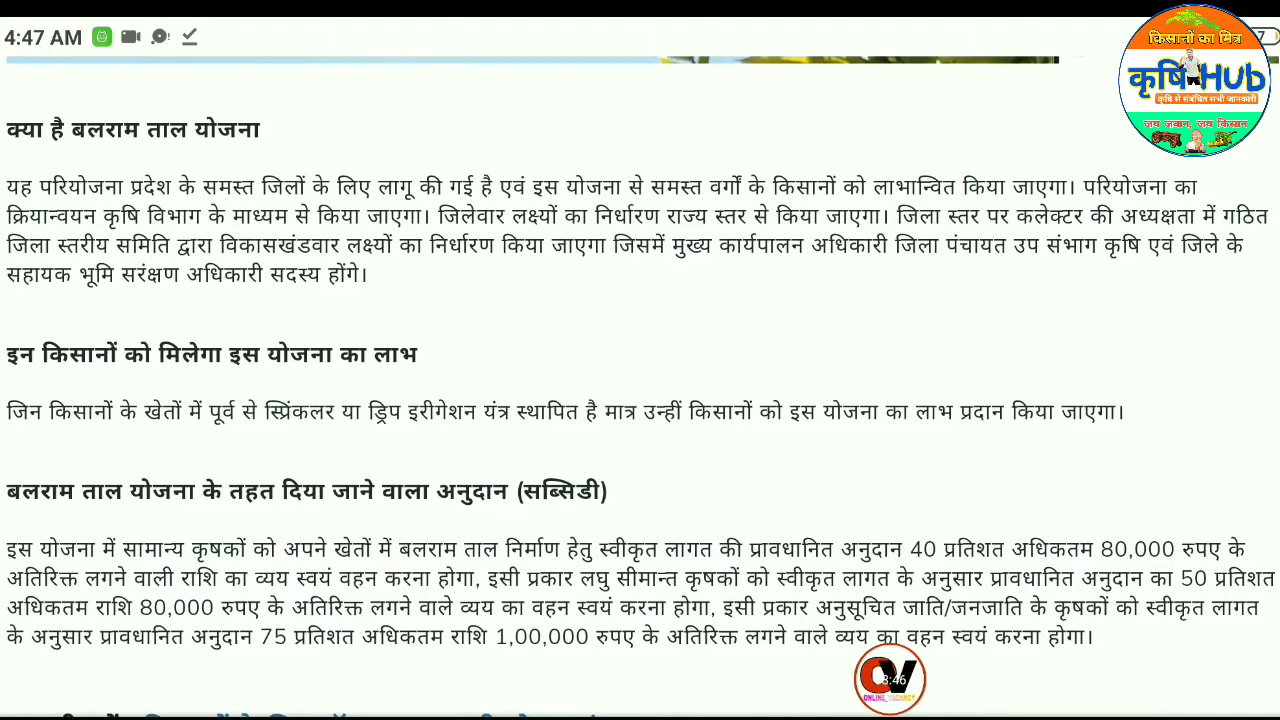 4:47 AM
किसानों का मित्र
कृषि Hub
कृषि से संबंधित सभी जानकारी
जय जवान, जय किसान
क्या है बलराम ताल योजना
यह परियोजना प्रदेश के समस्त जिलों के लिए लागू की गई है एवं इस योजना से समस्त वर्गों के किसानों को लाभान्वित किया जाएगा। परियोजना का
क्रियान्वयन कृषि विभाग के माध्यम से किया जाएगा। जिलेवार लक्ष्यों का निर्धारण राज्य स्तर से किया जाएगा। जिला स्तर पर कलेक्टर की अध्यक्षता में गठित
जिला स्तरीय समिति द्वारा विकासखंडवार लक्ष्यों का निर्धारण किया जाएगा जिसमें मुख्य कार्यपालन अधिकारी जिला पंचायत उप संभाग कृषि एवं जिले के
सहायक भूमि सरंक्षण अधिकारी सदस्य होंगे।
इन किसानों को मिलेगा इस योजना का लाभ
जिन किसानों के खेतों में पूर्व से स्प्रिंकलर या ड्रिप इरीगेशन यंत्र स्थापित है मात्र उन्हीं किसानों को इस योजना का लाभ प्रदान किया जाएगा।
बलराम ताल योजना के तहत दिया जाने वाला अनुदान (सब्सिडी)
इस योजना में सामान्य कृषकों को अपने खेतों में बलराम ताल निर्माण हेतु स्वीकृत लागत की प्रावधानित अनुदान 40 प्रतिशत अधिकतम 80,000 रुपए के
अतिरिक्त लगने वाली राशि का व्यय स्वयं वहन करना होगा, इसी प्रकार लघु सीमान्त कृषकों को स्वीकृत लागत के अनुसार प्रावधानित अनुदान का 50 प्रतिशत
अधिकतम राशि 80,000 रुपए के अतिरिक्त लगने वाले व्यय का वहन स्वयं करना होगा, इसी प्रकार अनुसूचित जाति/जनजाति के कृषकों को स्वीकृत लागत
के अनुसार प्रावधानित अनुदान 75 प्रतिशत अधिकतम राशि 1,00,000 रुपए के अतिरिक्त लगने वाले व्यय का वहन स्वयं करना होगा।
ONLINE VACANCY